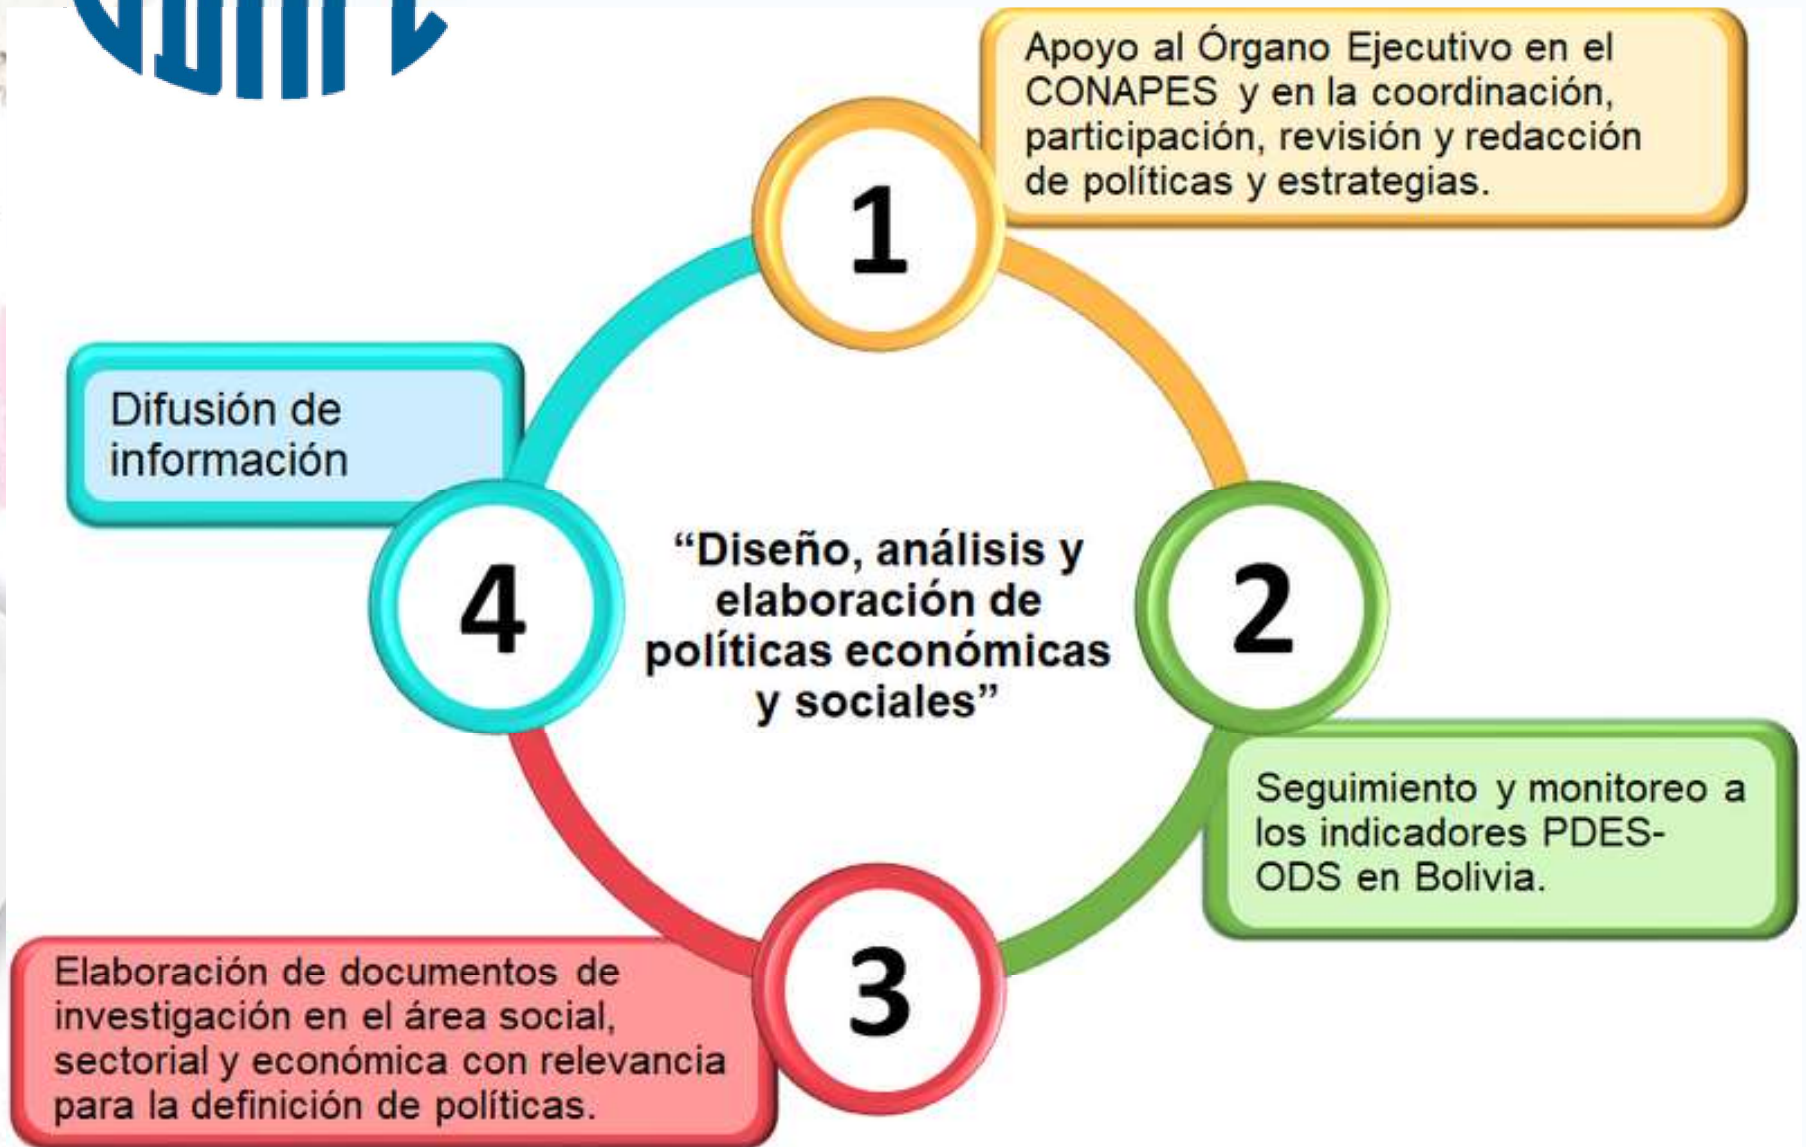 Apoyo al Órgano Ejecutivo en el
CONAPES y en la coordinación,
participación, revisión y redacción
de políticas y estrategias.
1
Difusión de
información
4
“Diseño, análisis y
elaboración de
políticas económicas
y sociales”
2
Seguimiento y monitoreo a
los indicadores PDES-
ODS en Bolivia.
3
Elaboración de documentos de
investigación en el área social,
sectorial y económica con relevancia
para la definición de políticas.